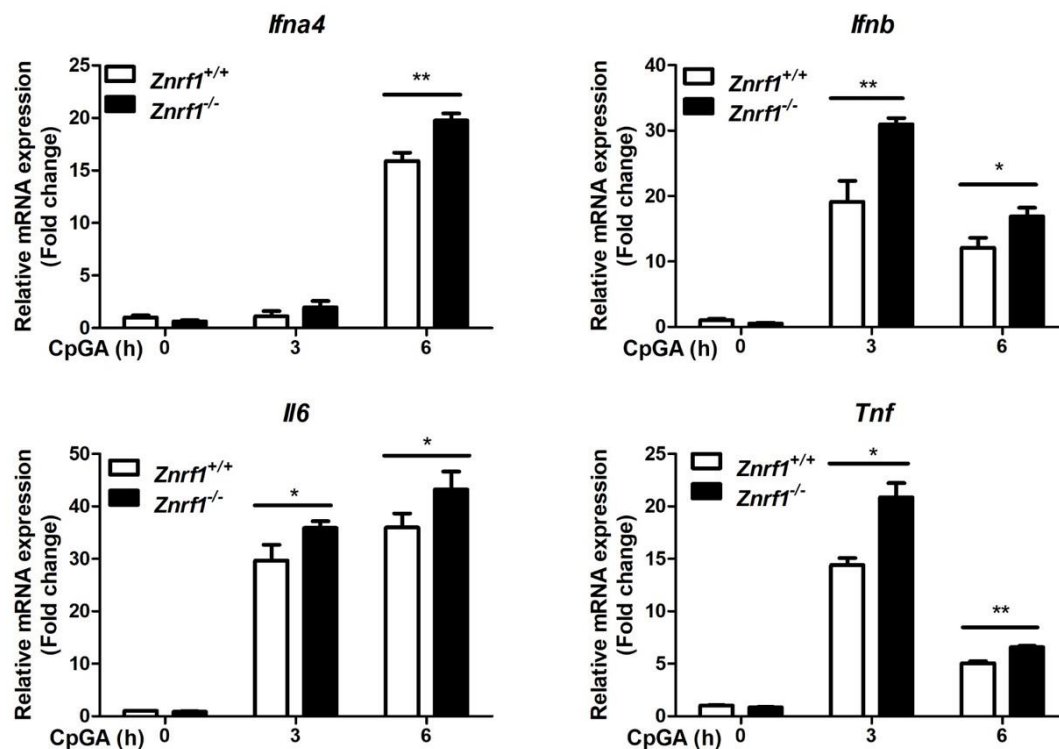 Ifna4
Relative mRNA expression
(Fold change)
25
20
15
10
5
0
Znrf1+/+
Znrf1-/-
**
CpGA (h)
0
3
6
Ifnb
Relative mRNA expression
(Fold change)
40
30
20
10
0
Znrf1+/+
Znrf1-/-
**
*
CpGA (h)
0
3
6
Il6
Relative mRNA expression
(Fold change)
50
40
30
20
10
0
Znrf1+/+
Znrf1-/-
*
*
CpGA (h)
0
3
6
Tnf
Relative mRNA expression
(Fold change)
25
20
15
10
5
0
Znrf1+/+
Znrf1-/-
*
**
CpGA (h)
0
3
6